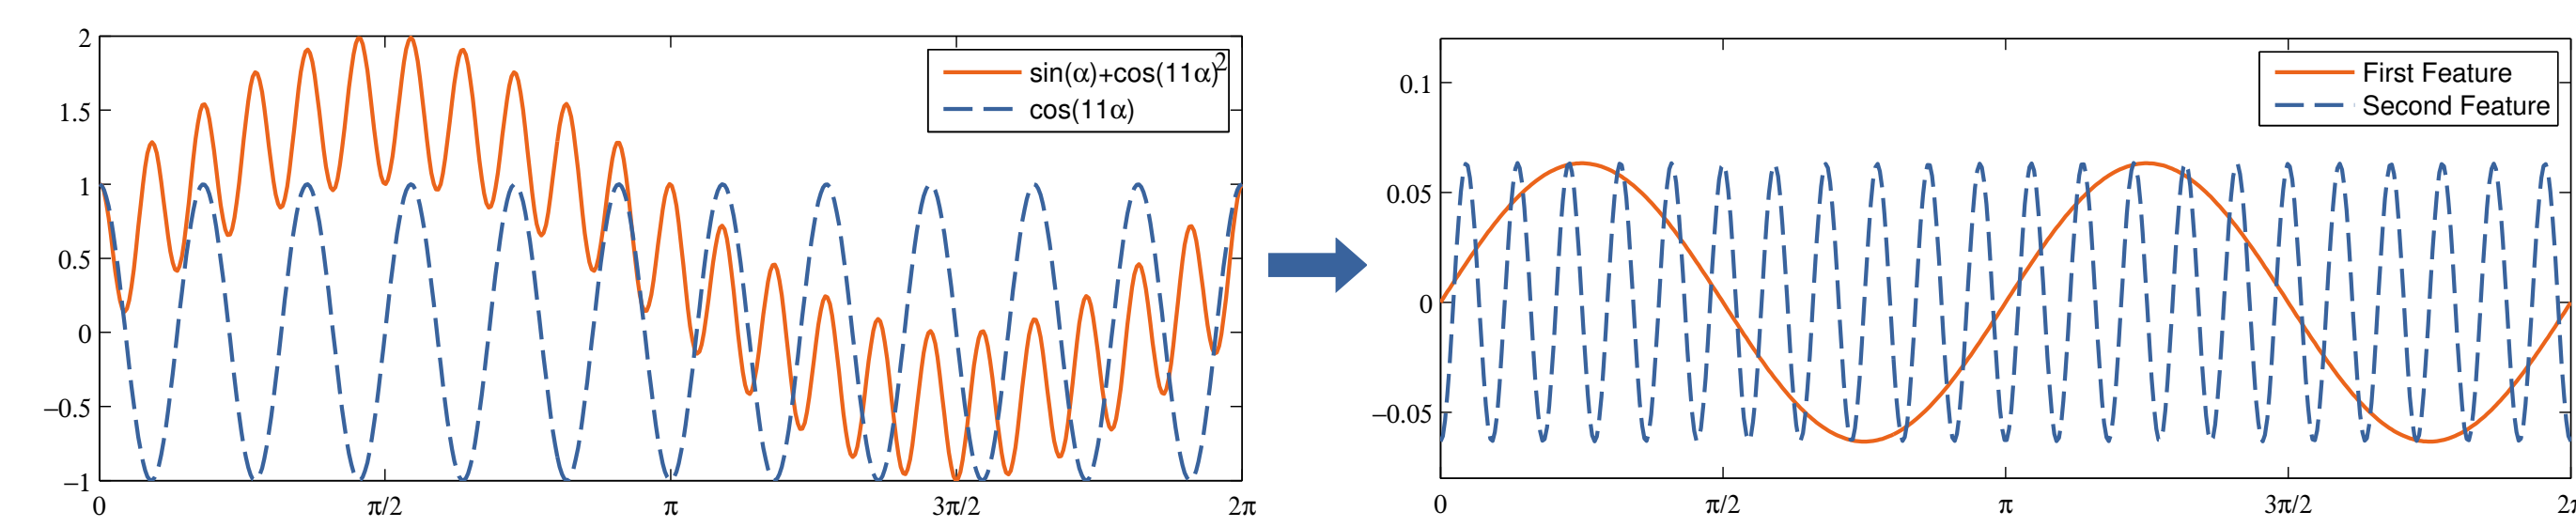 2
1.5
1
0.5
0
−0.5
−1
0
π/2
π
3π/2
2π
sin(α)+cos(11α)²
cos(11α)
0.1
0.05
0
−0.05
0
π/2
π
3π/2
2π
First Feature
Second Feature